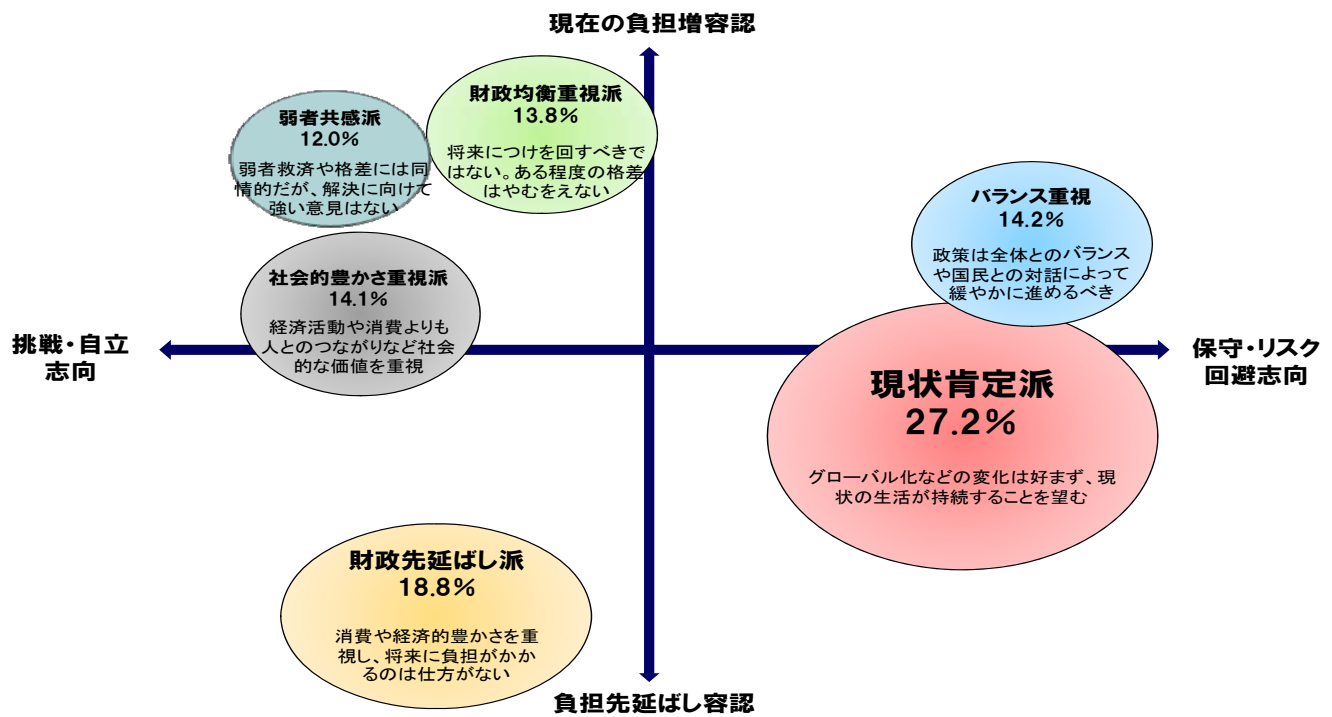 現在の負担増容認
財政均衡重視派
13.8%
将来につけを回すべきで
はない。ある程度の格差
はやむをえない
弱者共感派
12.0%
弱者救済や格差には同
情的だが、解決に向けて
強い意見はない
バランス重視
14.2%
政策は全体とのバランス
や国民との対話によって
緩やかに進めるべき
社会的豊かさ重視派
14.1%
経済活動や消費よりも
人とのつながりなど社会
的な価値を重視
挑戦・自立
志向
保守・リスク
回避志向
現状肯定派
27.2%
グローバル化などの変化は好まず、現
状の生活が持続することを望む
財政先延ばし派
18.8%
消費や経済的豊かさを重
視し、将来に負担がかか
るのは仕方がない
負担先延ばし容認